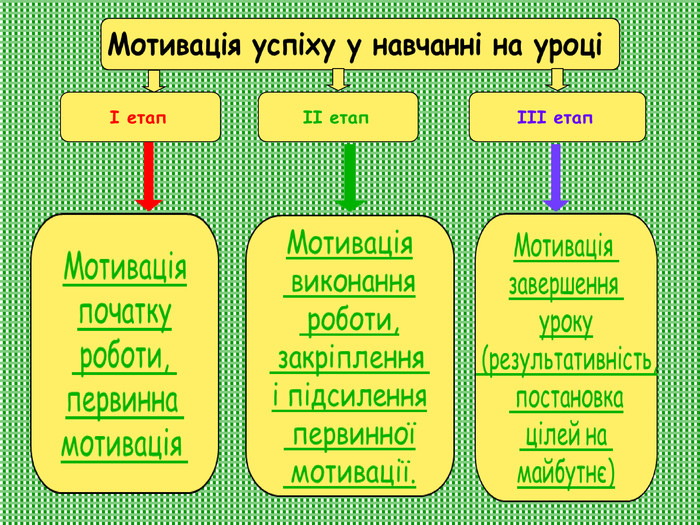 Мотивація успіху у навчанні на уроці
І етап
ІІ етап
ІІІ етап
Мотивація
початку
роботи,
первинна
мотивація
Мотивація
виконання
роботи,
закріплення
і підсилення
первинної
мотивації.
Мотивація
завершення
уроку
(результативність,
постановка
цілей на
майбутнє)